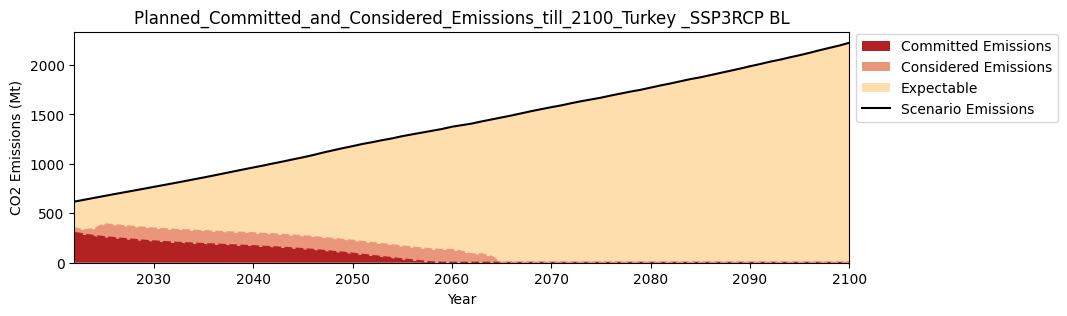 Planned_Committed_and_Considered_Emissions_till_2100_Turkey _SSP3RCP BL
CO2 Emissions (Mt)
2000
1500
1000
500
0
2030 2040 2050 2060 2070 2080 2090 2100
Year
Committed Emissions
Considered Emissions
Expectable
Scenario Emissions